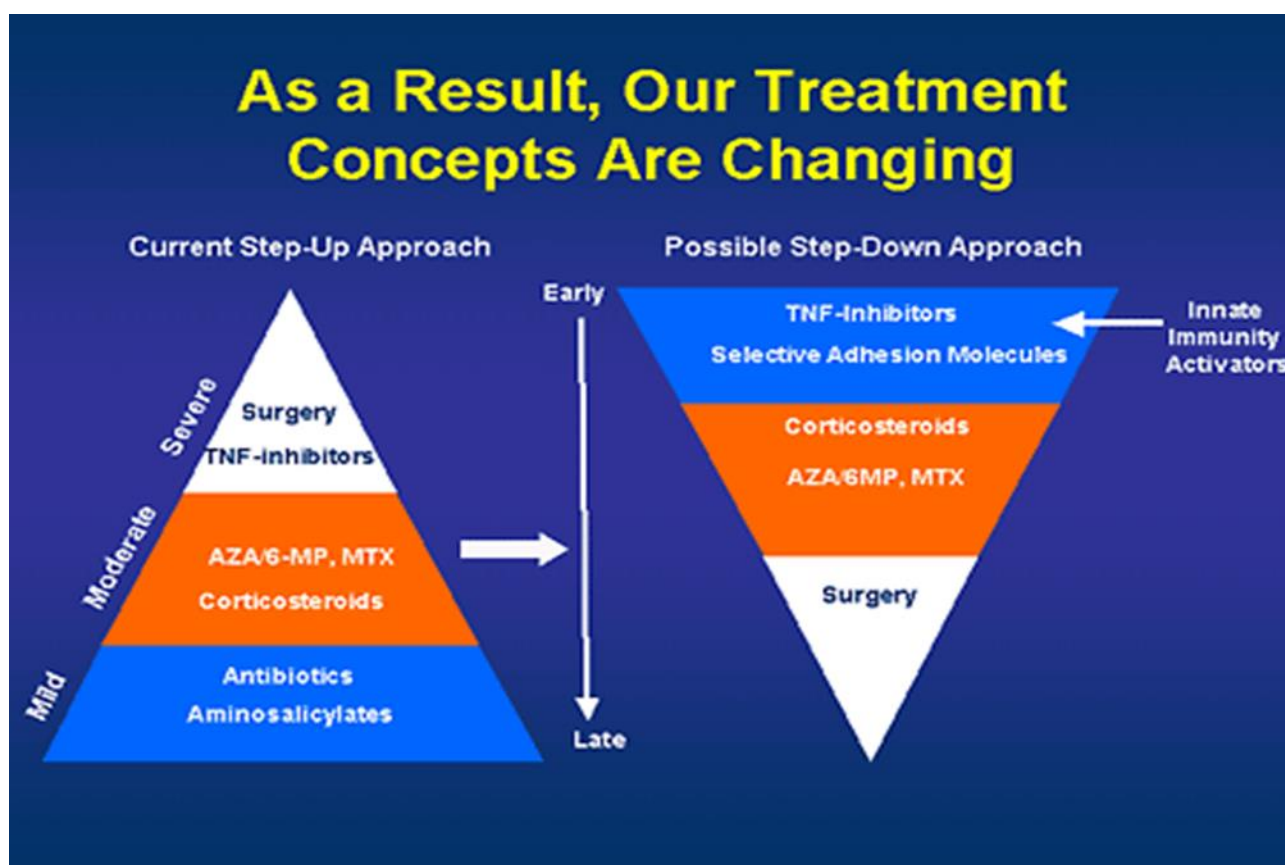 As a Result, Our Treatment
Concepts Are Changing
Current Step-Up Approach
Severe
Moderate
Mild
Surgery
TNF-inhibitors
AZA/6-MP, MTX
Corticosteroids
Antibiotics
Aminosalicylates
Early
Late
Possible Step-Down Approach
TNF-Inhibitors
Selective Adhesion Molecules
Corticosteroids
AZA/6MP, MTX
Surgery
Innate
Immunity
Activators